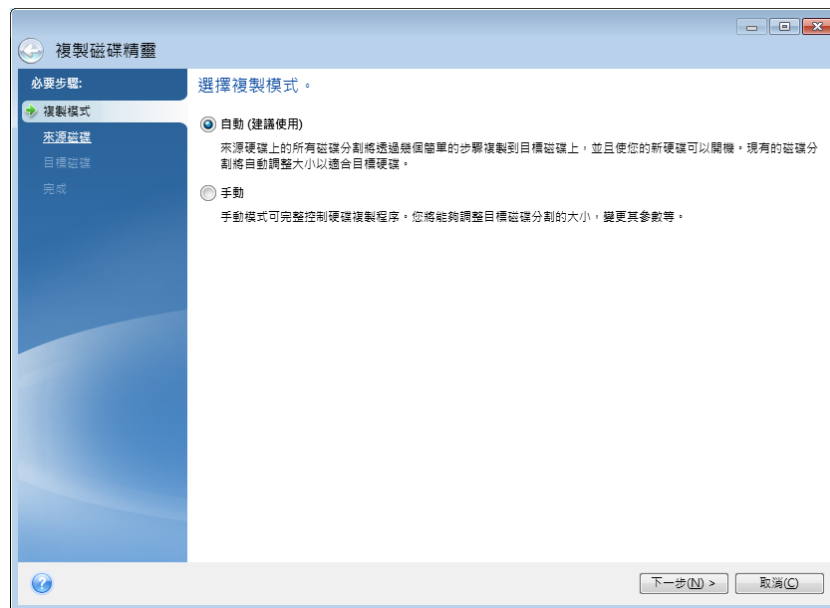 複製磁碟精靈
必要步驟:
複製模式
來源磁碟
目標磁碟
完成
選擇複製模式。
自動 (建議使用)
來源硬碟上的所有磁碟分割將透過幾個簡單的步驟複製到目標磁碟上，並且使您的新硬碟可以開機。現有的磁碟分
割將自動調整大小以適合目標硬碟。
手動
手動模式可完整控制硬碟複製程序。您將能夠調整目標磁碟分割的大小，變更其參數等。
下一步(N) >
取消(C)